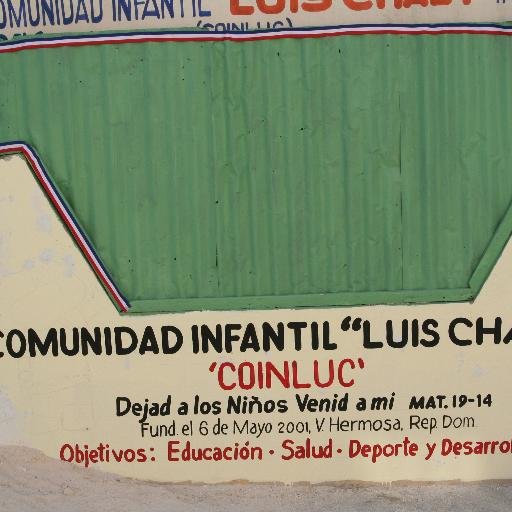 OMUNIDAD INFANTIL "LUIS CHA
(COINLUC)
COMUNIDAD INFANTIL “LUIS CHA
'COINLUC'
Dejad a los Niños Venid a mi MAT. 19-14
Fund. el 6 de Mayo 2001, V. Hermosa, Rep. Dom.
Objetivos: Educación · Salud · Deporte y Desarro